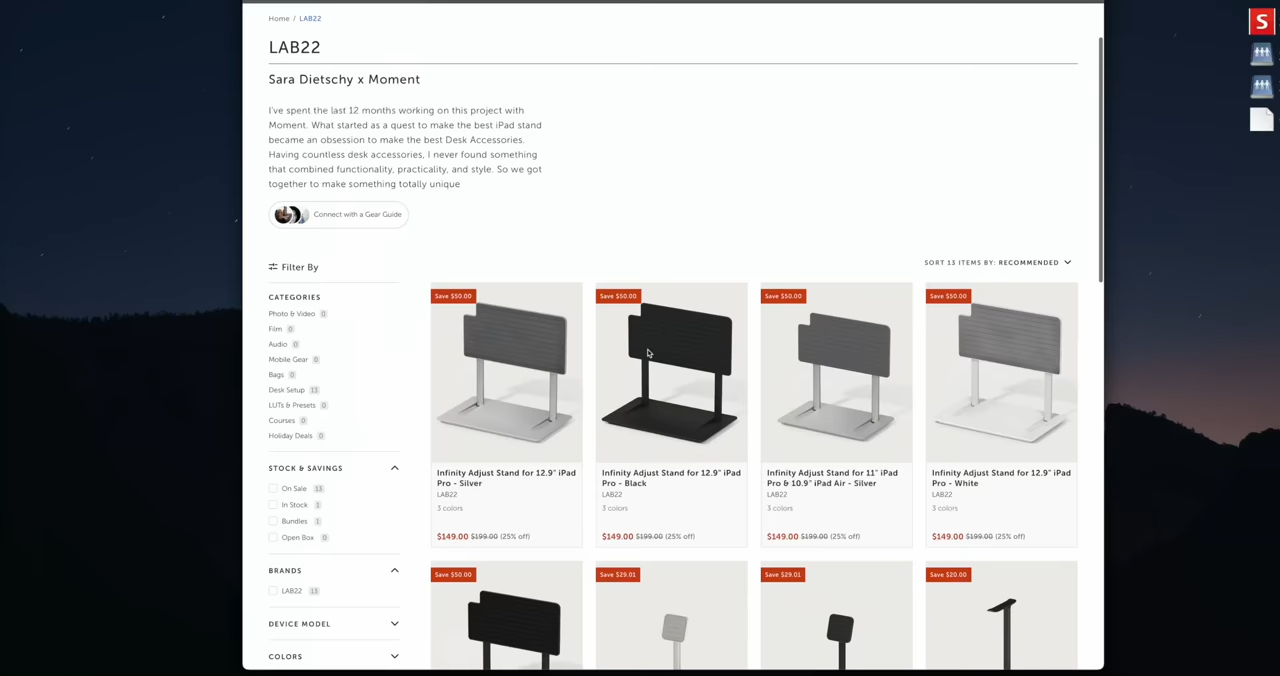 Home / LAB22
LAB22
Sara Dietschy x Moment
I've spent the last 12 months working on this project with
Moment. What started as a quest to make the best iPad stand
became an obsession to make the best Desk Accessories.
Having countless desk accessories, I never found something
that combined functionality, practicality, and style. So we got
together to make something totally unique
Connect with a Gear Guide
Filter By
SORT 13 ITEMS BY: RECOMMENDED
CATEGORIES
Photo & Video 0
Film 0
Audio 0
Mobile Gear 0
Bags 0
Desk Setup 13
LUTs & Presets 0
Courses 0
Holiday Deals 0
STOCK & SAVINGS
On Sale 13
In Stock 1
Bundles 1
Open Box 0
BRANDS
LAB22 13
DEVICE MODEL
COLORS
Save $50.00
Infinity Adjust Stand for 12.9" iPad
Pro - Silver
LAB22
3 colors
$149.00 $199.00 (25% off)
Save $50.00
Infinity Adjust Stand for 12.9" iPad
Pro - Black
LAB22
3 colors
$149.00 $199.00 (25% off)
Save $50.00
Infinity Adjust Stand for 11" iPad
Pro & 10.9" iPad Air - Silver
LAB22
3 colors
$149.00 $199.00 (25% off)
Save $50.00
Infinity Adjust Stand for 12.9" iPad
Pro - White
LAB22
3 colors
$149.00 $199.00 (25% off)
Save $50.00
Save $29.01
Save $29.01
Save $20.00
S